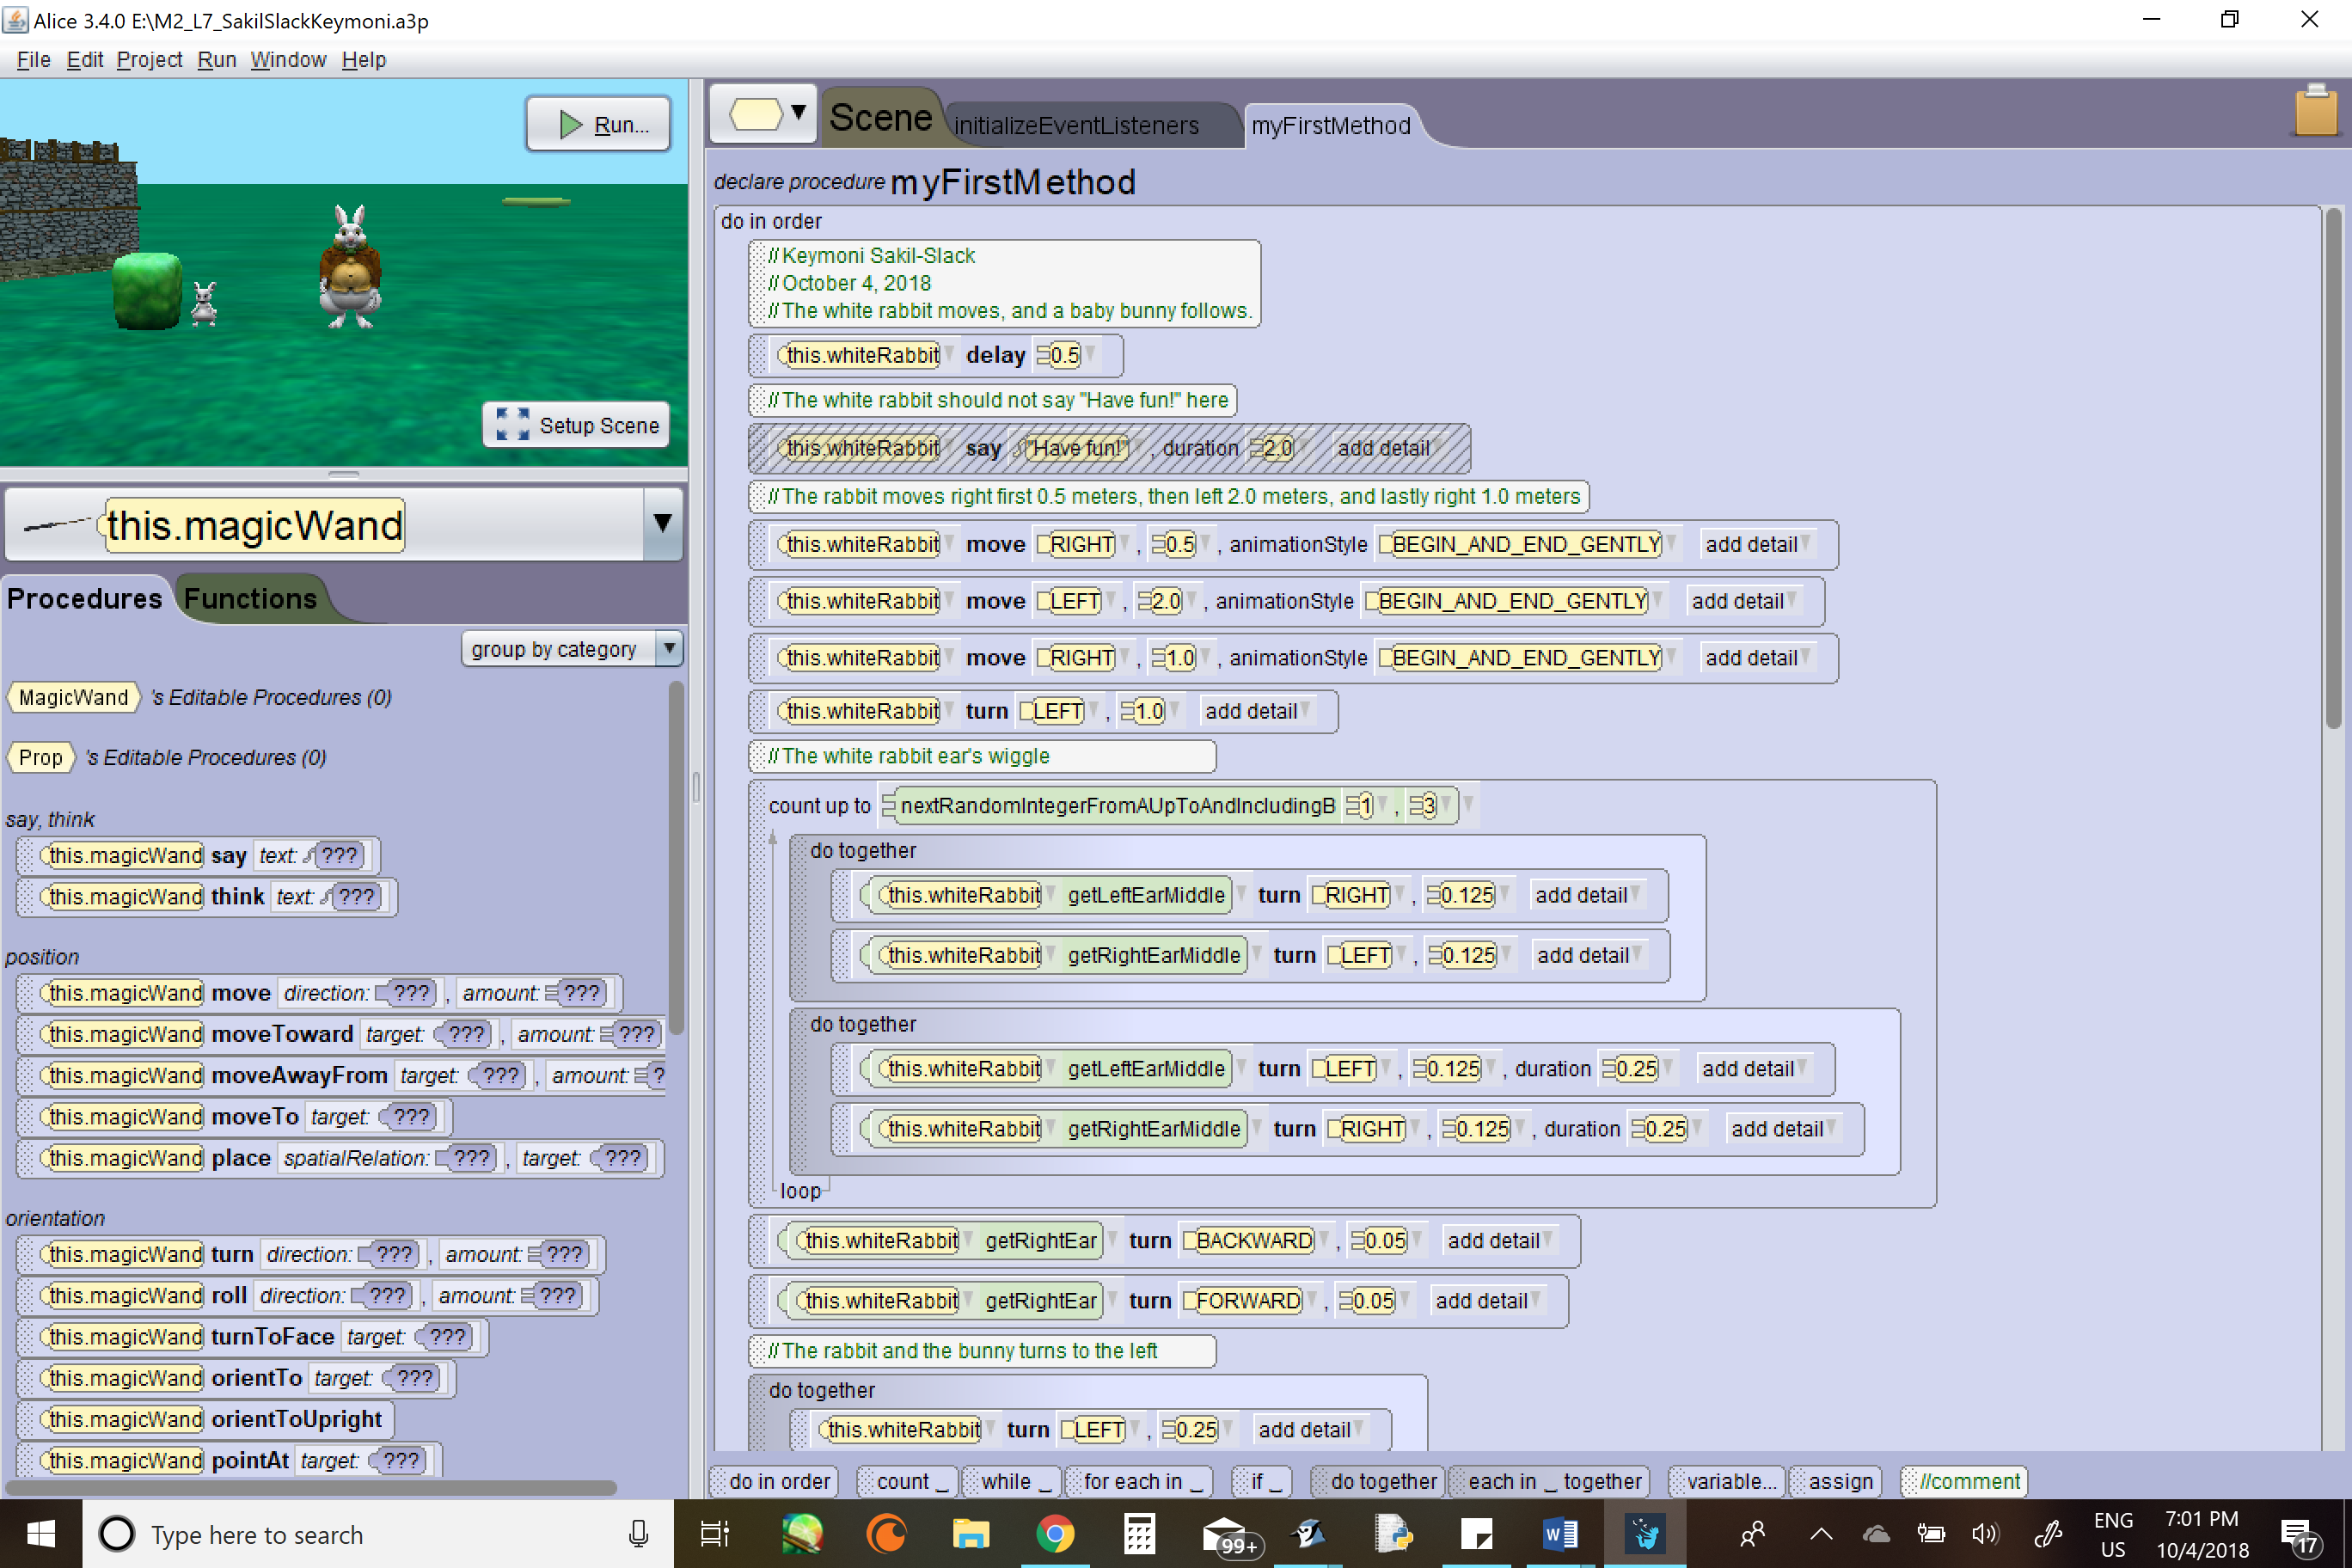 Alice 3.4.0 E:\M2_L7_SakilSlackKeymoni.a3p
File Edit Project Run Window Help
Run...
Setup Scene
this.magicWand
Procedures Functions
group by category
MagicWand 's Editable Procedures (0)
Prop 's Editable Procedures (0)
say, think
this.magicWand say text: ???
this.magicWand think text: ???
position
this.magicWand move direction: ??? , amount: ???
this.magicWand moveToward target: ??? , amount: ???
this.magicWand moveAwayFrom target: ??? , amount: ?
this.magicWand moveTo target: ???
this.magicWand place spatialRelation: ??? , target: ???
orientation
this.magicWand turn direction: ??? , amount: ???
this.magicWand roll direction: ??? , amount: ???
this.magicWand turnToFace target: ???
this.magicWand orientTo target: ???
this.magicWand orientToUpright
this.magicWand pointAt target: ???
Scene initializeEventListeners myFirstMethod
declare procedure myFirstMethod
do in order
//Keymoni Sakil-Slack
//October 4, 2018
//The white rabbit moves, and a baby bunny follows.
this.whiteRabbit delay 0.5
//The white rabbit should not say "Have fun!" here
this.whiteRabbit say "Have fun!" , duration 2.0 add detail
//The rabbit moves right first 0.5 meters, then left 2.0 meters, and lastly right 1.0 meters
this.whiteRabbit move RIGHT , 0.5 , animationStyle BEGIN_AND_END_GENTLY add detail
this.whiteRabbit move LEFT , 2.0 , animationStyle BEGIN_AND_END_GENTLY add detail
this.whiteRabbit move RIGHT , 1.0 , animationStyle BEGIN_AND_END_GENTLY add detail
this.whiteRabbit turn LEFT , 1.0 add detail
//The white rabbit ear's wiggle
count up to nextRandomIntegerFromAUpToAndIncludingB 1 , 3
do together
this.whiteRabbit getLeftEarMiddle turn RIGHT , 0.125 add detail
this.whiteRabbit getRightEarMiddle turn LEFT , 0.125 add detail
do together
this.whiteRabbit getLeftEarMiddle turn LEFT , 0.125 , duration 0.25 add detail
this.whiteRabbit getRightEarMiddle turn RIGHT , 0.125 , duration 0.25 add detail
loop
this.whiteRabbit getRightEar turn BACKWARD , 0.05 add detail
this.whiteRabbit getRightEar turn FORWARD , 0.05 add detail
//The rabbit and the bunny turns to the left
do together
this.whiteRabbit turn LEFT , 0.25 add detail
do in order count _ while _ for each in _ if _ do together each in _ together variable... assign //comment
Type here to search
99+
ENG
US
7:01 PM
10/4/2018
17